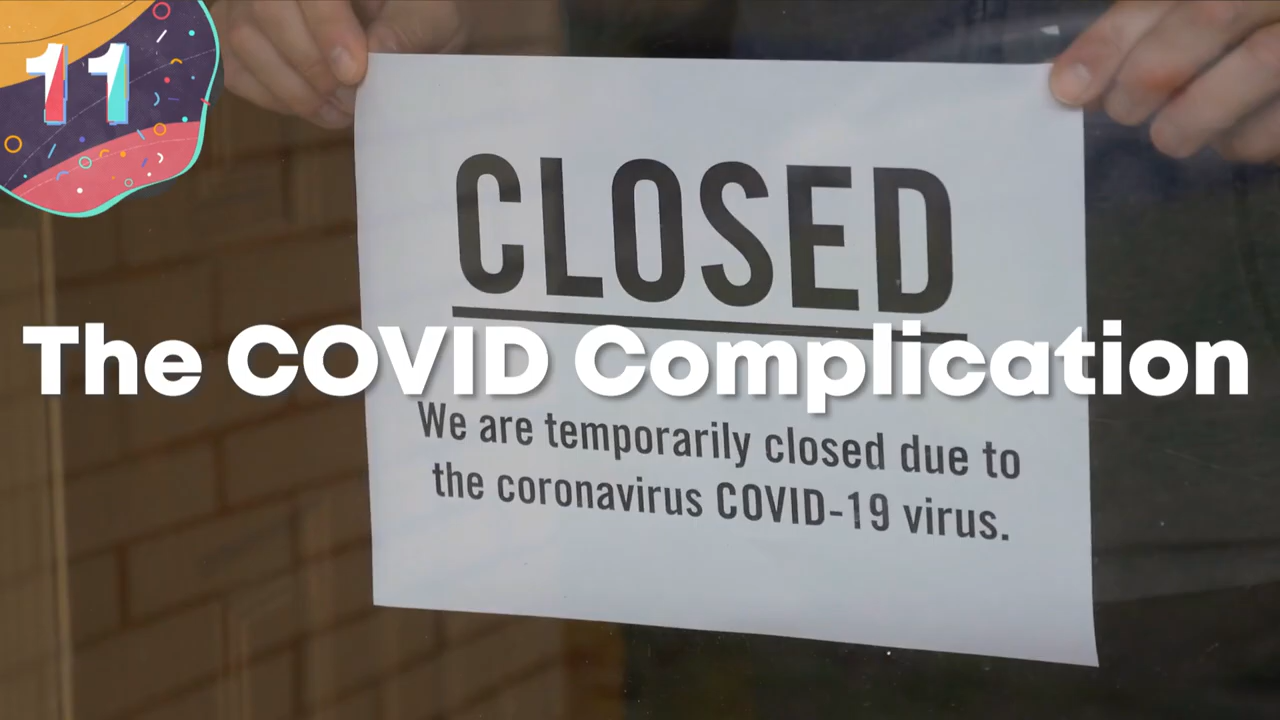 11
CLOSED
The COVID Complication
We are temporarily closed due to
the coronavirus COVID-19 virus.